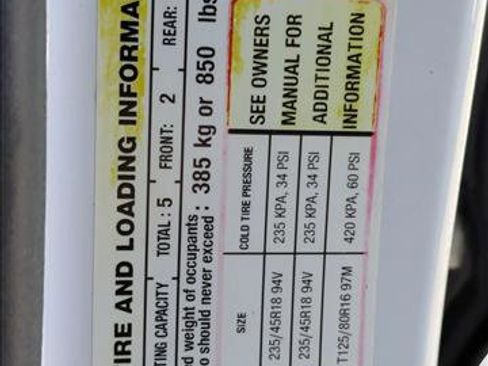 IRE AND LOADING INFORMA
TING CAPACITY TOTAL: 5 FRONT: 2 REAR:
d weight of occupants
o should never exceed : 385 kg or 850 lbs
SIZE COLD TIRE PRESSURE
235/45R18 94V 235 KPA, 34 PSI
235/45R18 94V 235 KPA, 34 PSI
T125/80R16 97M 420 KPA, 60 PSI
SEE OWNERS
MANUAL FOR
ADDITIONAL
INFORMATION